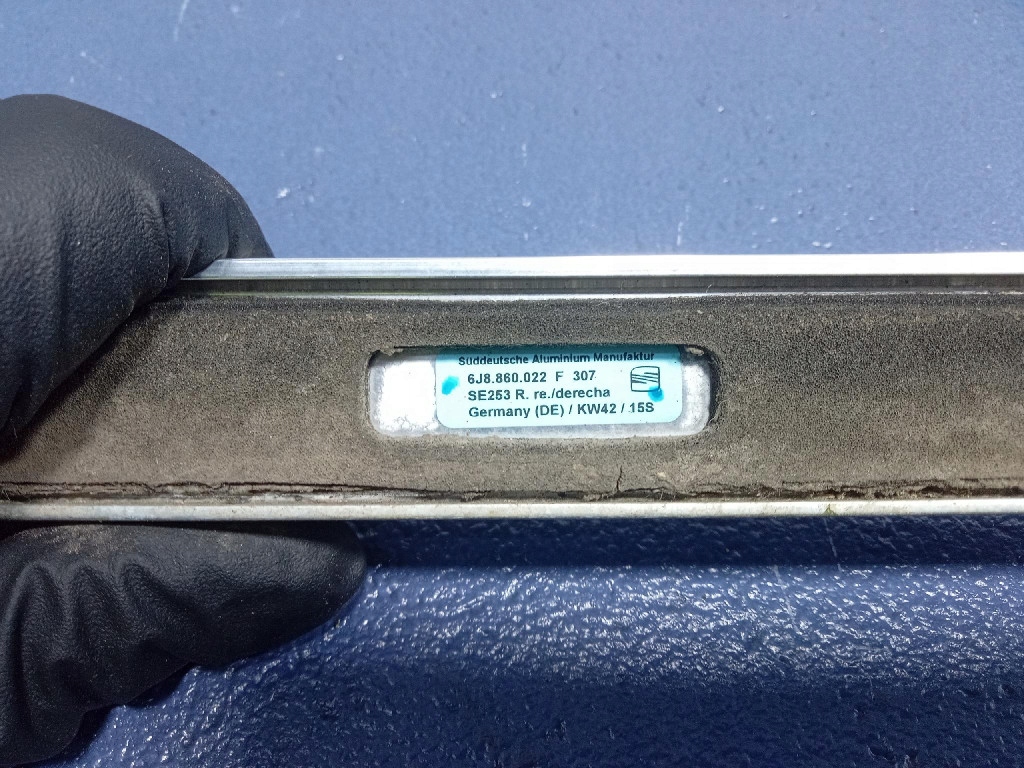 Süddeutsche Aluminium Manufaktur
6J8.860.022 F 307
SE253 R. re./derecha
Germany (DE) / KW42 / 15S